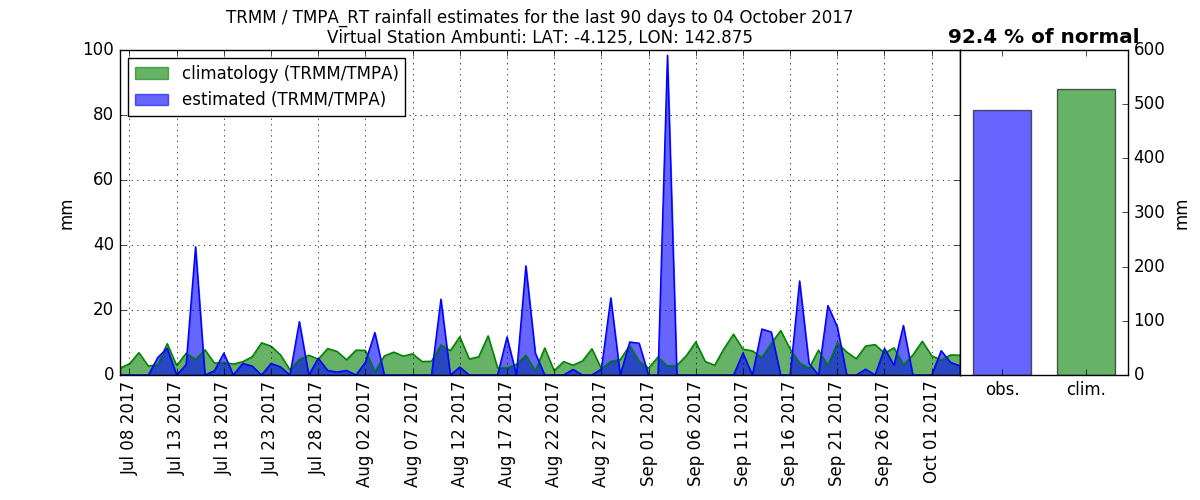 TRMM / TMPA_RT rainfall estimates for the last 90 days to 04 October 2017
Virtual Station Ambunti: LAT: -4.125, LON: 142.875
92.4 % of normal
climatology (TRMM/TMPA)
estimated (TRMM/TMPA)
100
80
60
40
20
0
mm
600
500
400
300
200
100
0
mm
Jul 08 2017
Jul 13 2017
Jul 18 2017
Jul 23 2017
Jul 28 2017
Aug 02 2017
Aug 07 2017
Aug 12 2017
Aug 17 2017
Aug 22 2017
Aug 27 2017
Sep 01 2017
Sep 06 2017
Sep 11 2017
Sep 16 2017
Sep 21 2017
Sep 26 2017
Oct 01 2017
obs.
clim.